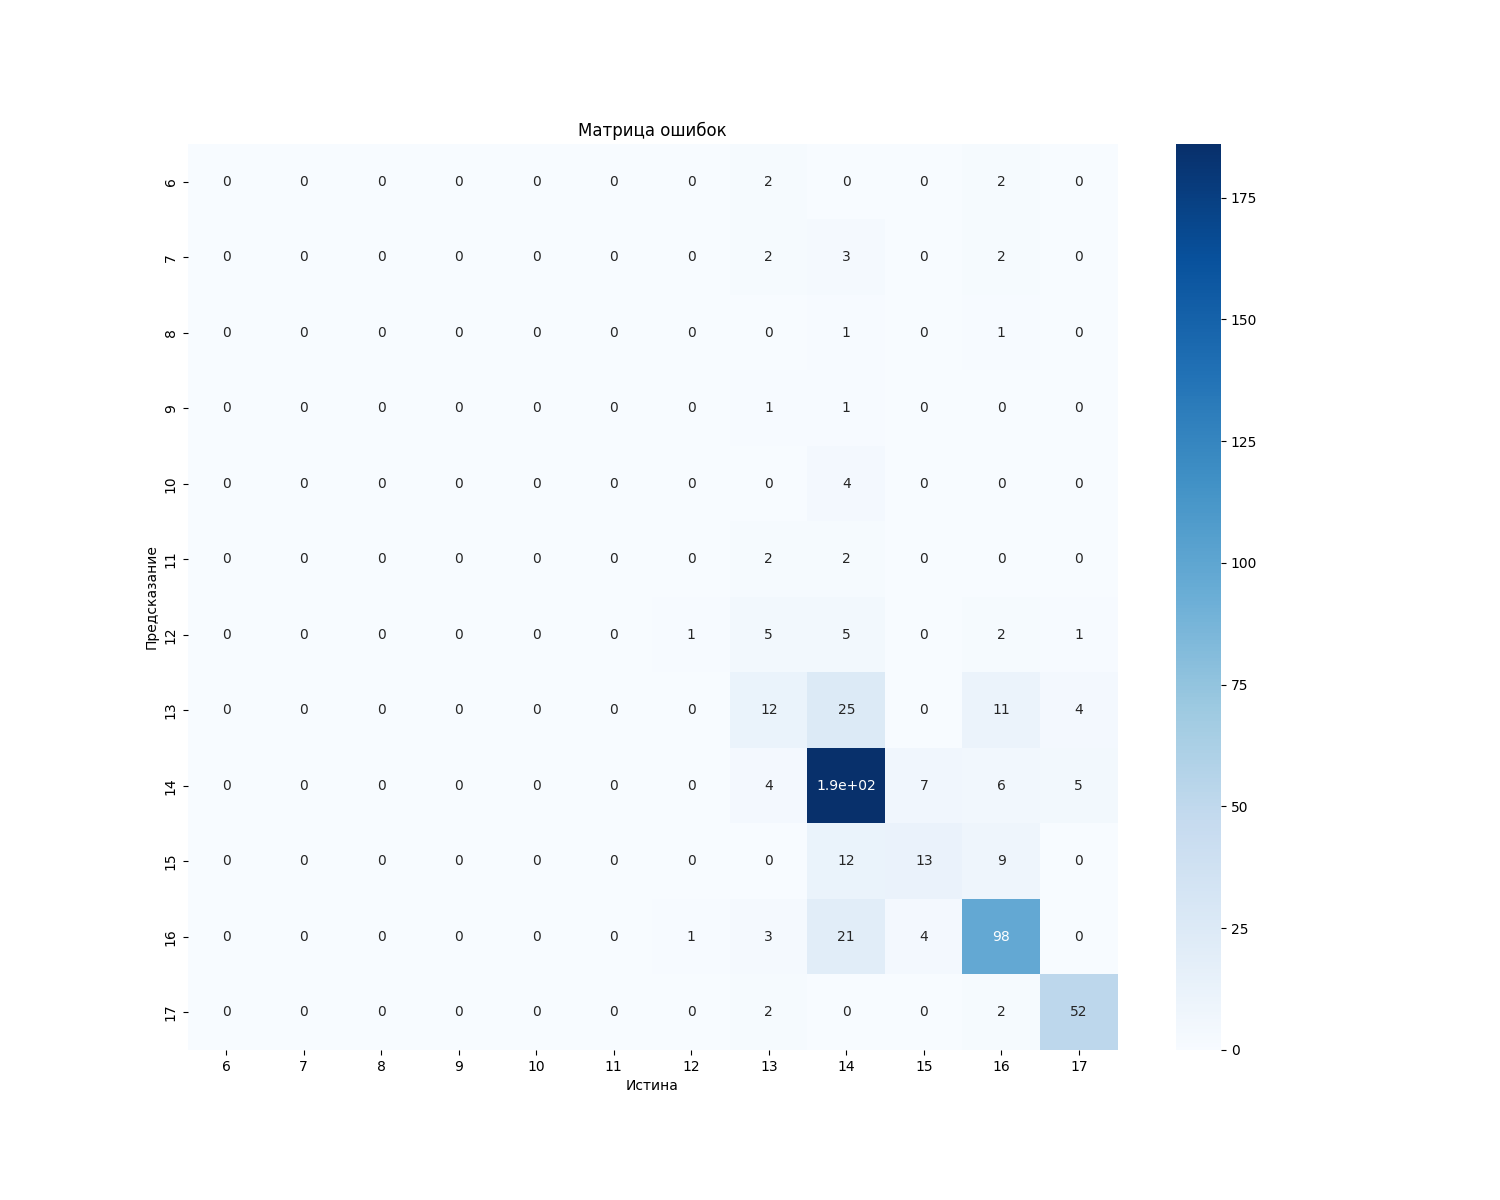 Матрица ошибок
6 0 0 0 0 0 0 0 2 0 0 2 0
7 0 0 0 0 0 0 0 2 3 0 2 0
8 0 0 0 0 0 0 0 0 1 0 1 0
9 0 0 0 0 0 0 0 1 1 0 0 0
10 0 0 0 0 0 0 0 0 4 0 0 0
11 0 0 0 0 0 0 0 2 2 0 0 0
12 0 0 0 0 0 0 1 5 5 0 2 1
13 0 0 0 0 0 0 0 12 25 0 11 4
14 0 0 0 0 0 0 0 4 1.9e+02 7 6 5
15 0 0 0 0 0 0 0 0 12 13 9 0
16 0 0 0 0 0 0 1 3 21 4 98 0
17 0 0 0 0 0 0 0 2 0 0 2 52
6 7 8 9 10 11 12 13 14 15 16 17
Истина
Предсказание
175
150
125
100
75
50
25
0